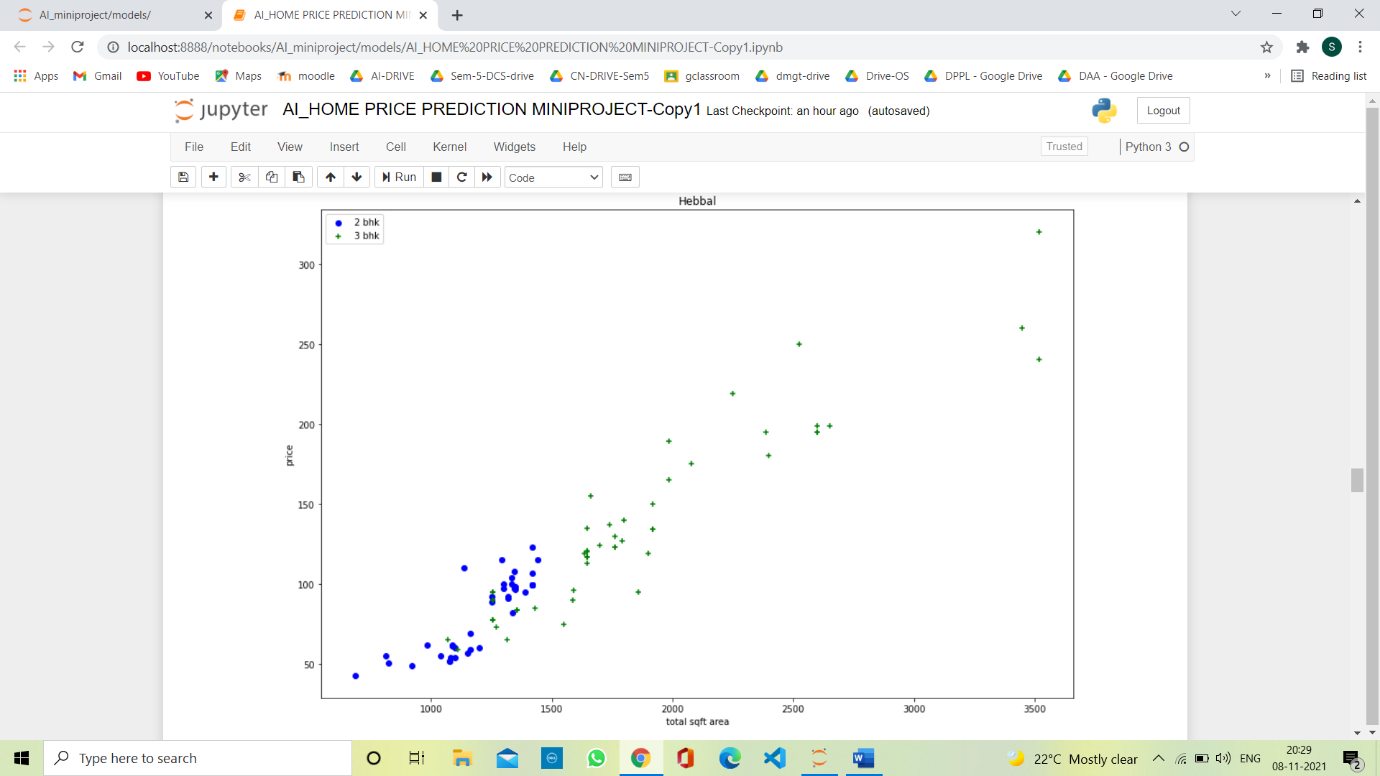 AI_miniproject/models/
AI_HOME PRICE PREDICTION MI
localhost:8888/notebooks/AI_miniproject/models/AI_HOME%20PRICE%20PREDICTION%20MINIPROJECT-Copy1.ipynb
S
Apps Gmail YouTube Maps moodle AI-DRIVE Sem-5-DCS-drive CN-DRIVE-Sem5 gclassroom dmgt-drive Drive-OS DPPL - Google Drive DAA - Google Drive » Reading list
jupyter AI_HOME PRICE PREDICTION MINIPROJECT-Copy1 Last Checkpoint: an hour ago (autosaved) Logout
File Edit View Insert Cell Kernel Widgets Help Trusted Python 3
Run Code
Hebbal
2 bhk
3 bhk
300
250
200
150
100
50
price
1000 1500 2000 2500 3000 3500
total sqft area
Type here to search
22°C Mostly clear
ENG
20:29
08-11-2021
2